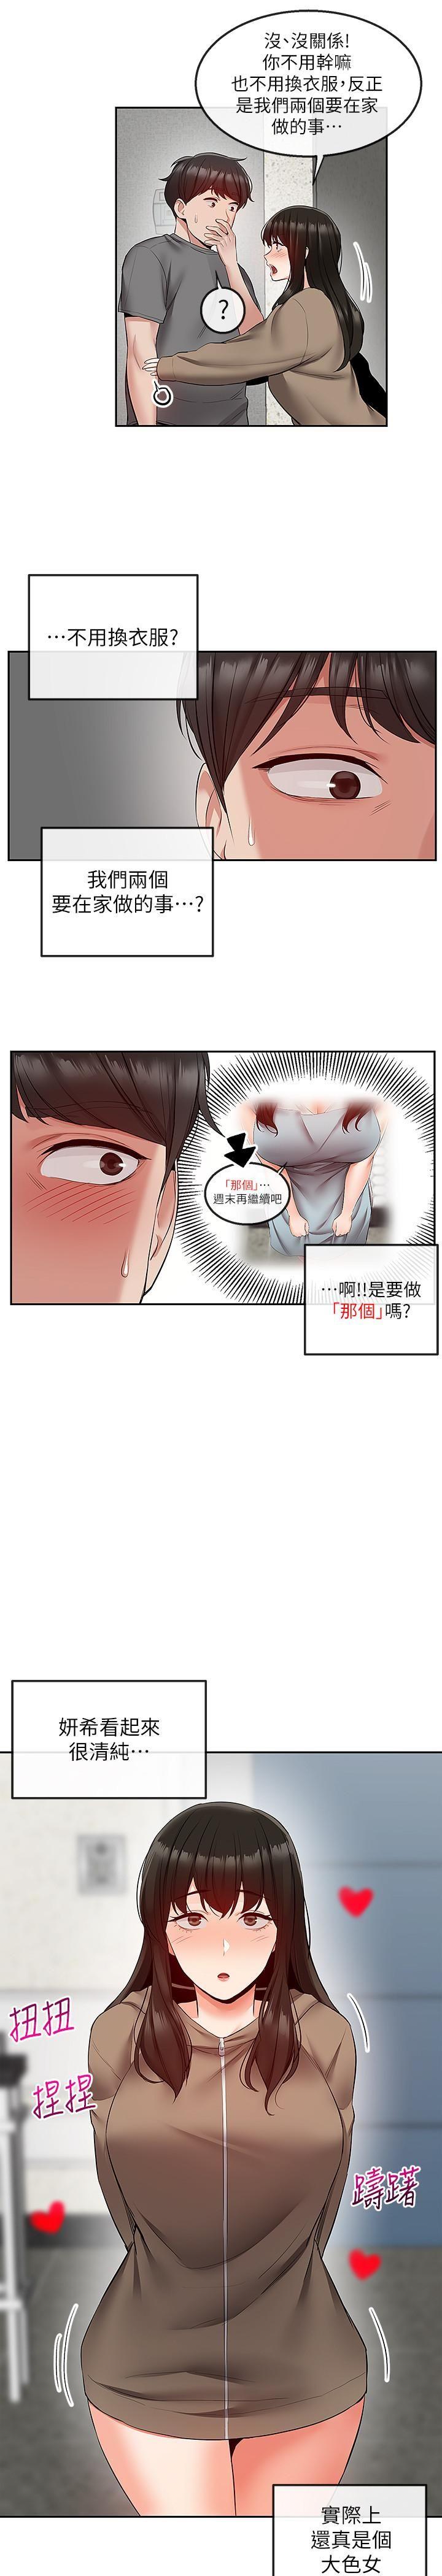 沒、沒關係!
你不用幹嘛
也不用換衣服,反正
是我們兩個要在家
做的事⋯
?
⋯不用換衣服?
我們兩個
要在家做的事⋯?
「那個」⋯
週末再繼續吧
⋯啊!!是要做
「那個」嗎?
妍希看起來
很清純⋯
扭扭
捏捏
躊躇
實際上
還真是個
大色女